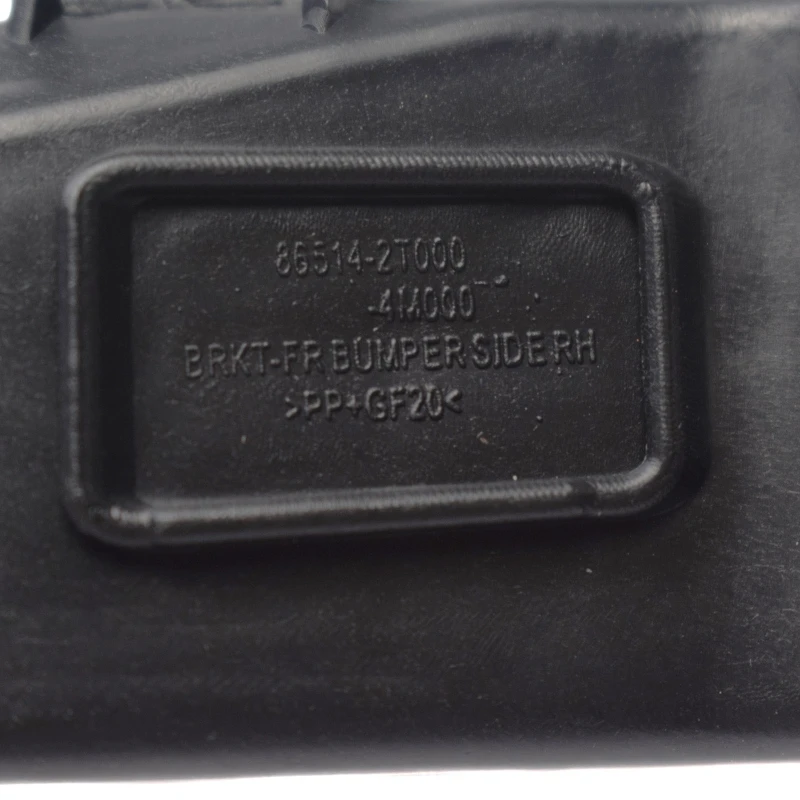 86514-2T000
-4M000
BRKT-FR BUMPER SIDE RH
>PP+GF20<